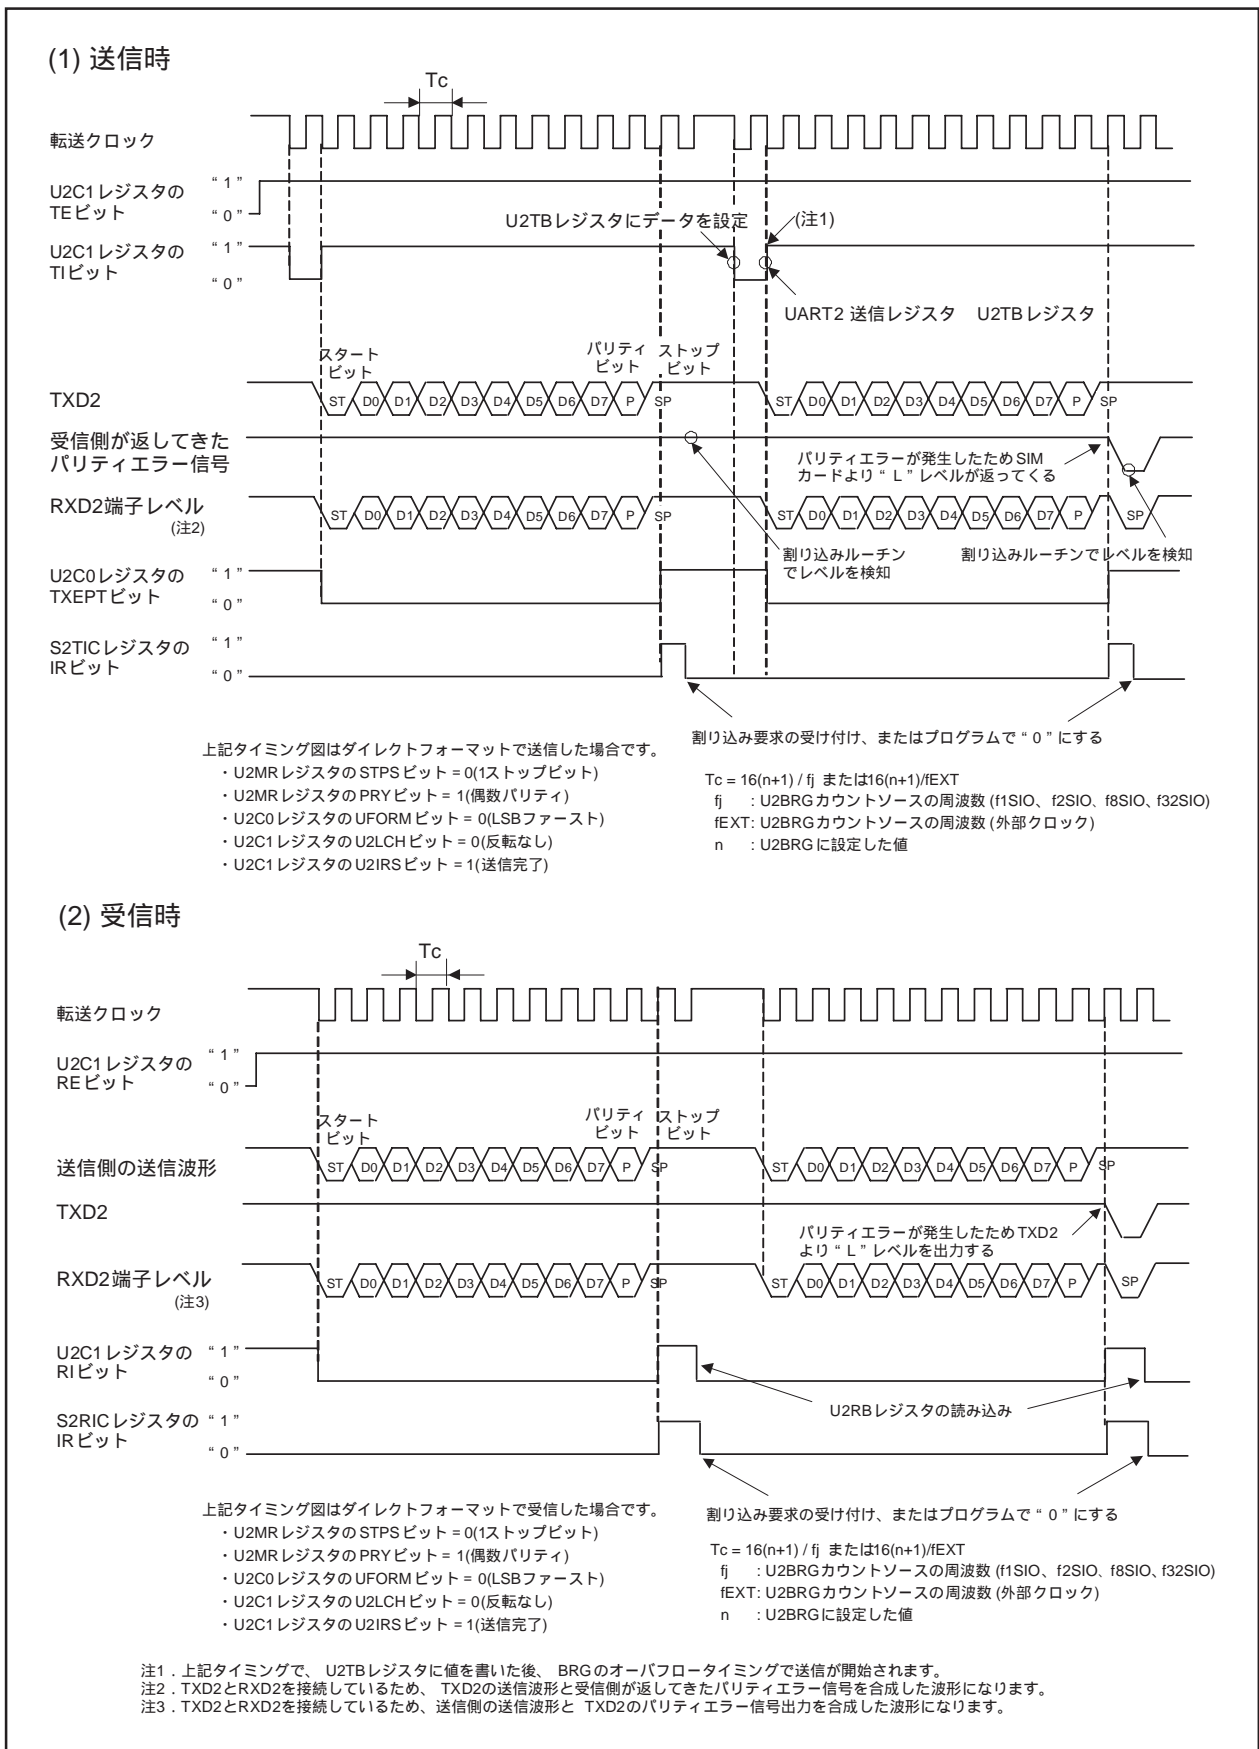 (1) 送信時
Tc
転送クロック
U2C1レジスタの
TEビット
“ 1 ”
“ 0 ”
U2TBレジスタにデータを設定
(注1)
U2C1レジスタの
TIビット
“ 1 ”
“ 0 ”
UART2 送信レジスタ U2TBレジスタ
スタート
ビット
パリティ
ビット
ストップ
ビット
TXD2
ST D0 D1 D2 D3 D4 D5 D6 D7 P SP
ST D0 D1 D2 D3 D4 D5 D6 D7 P SP
受信側が返してきた
パリティエラー信号
パリティエラーが発生したためSIM
カードより“ L ”レベルが返ってくる
RXD2端子レベル
(注2)
ST D0 D1 D2 D3 D4 D5 D6 D7 P SP
ST D0 D1 D2 D3 D4 D5 D6 D7 P SP
割り込みルーチン
でレベルを検知
割り込みルーチンでレベルを検知
U2C0レジスタの
TXEPTビット
“ 1 ”
“ 0 ”
S2TICレジスタの
IRビット
“ 1 ”
“ 0 ”
割り込み要求の受け付け、またはプログラムで“ 0 ”にする
上記タイミング図はダイレクトフォーマットで送信した場合です。
・U2MRレジスタのSTPSビット = 0(1ストップビット)
・U2MRレジスタのPRYビット = 1(偶数パリティ)
・U2C0レジスタのUFORMビット = 0(LSBファースト)
・U2C1レジスタのU2LCHビット = 0(反転なし)
・U2C1レジスタのU2IRSビット = 1(送信完了)
Tc = 16(n+1) / fj または16(n+1)/fEXT
fj : U2BRGカウントソースの周波数 (f1SIO、f2SIO、f8SIO、f32SIO)
fEXT: U2BRGカウントソースの周波数 (外部クロック)
n : U2BRGに設定した値
(2) 受信時
Tc
転送クロック
U2C1レジスタの
REビット
“ 1 ”
“ 0 ”
スタート
ビット
パリティ
ビット
ストップ
ビット
送信側の送信波形
ST D0 D1 D2 D3 D4 D5 D6 D7 P SP
ST D0 D1 D2 D3 D4 D5 D6 D7 P SP
TXD2
パリティエラーが発生したためTXD2
より“ L ”レベルを出力する
RXD2端子レベル
(注3)
ST D0 D1 D2 D3 D4 D5 D6 D7 P SP
ST D0 D1 D2 D3 D4 D5 D6 D7 P SP
U2C1レジスタの
RIビット
“ 1 ”
“ 0 ”
U2RBレジスタの読み込み
S2RICレジスタの
IRビット
“ 1 ”
“ 0 ”
割り込み要求の受け付け、またはプログラムで“ 0 ”にする
上記タイミング図はダイレクトフォーマットで受信した場合です。
・U2MRレジスタのSTPSビット = 0(1ストップビット)
・U2MRレジスタのPRYビット = 1(偶数パリティ)
・U2C0レジスタのUFORMビット = 0(LSBファースト)
・U2C1レジスタのU2LCHビット = 0(反転なし)
・U2C1レジスタのU2IRSビット = 1(送信完了)
Tc = 16(n+1) / fj または16(n+1)/fEXT
fj : U2BRGカウントソースの周波数 (f1SIO、f2SIO、f8SIO、f32SIO)
fEXT: U2BRGカウントソースの周波数 (外部クロック)
n : U2BRGに設定した値
注1．上記タイミングで、U2TBレジスタに値を書いた後、BRGのオーバフロータイミングで送信が開始されます。
注2．TXD2とRXD2を接続しているため、TXD2の送信波形と受信側が返してきたパリティエラー信号を合成した波形になります。
注3．TXD2とRXD2を接続しているため、送信側の送信波形と TXD2のパリティエラー信号出力を合成した波形になります。